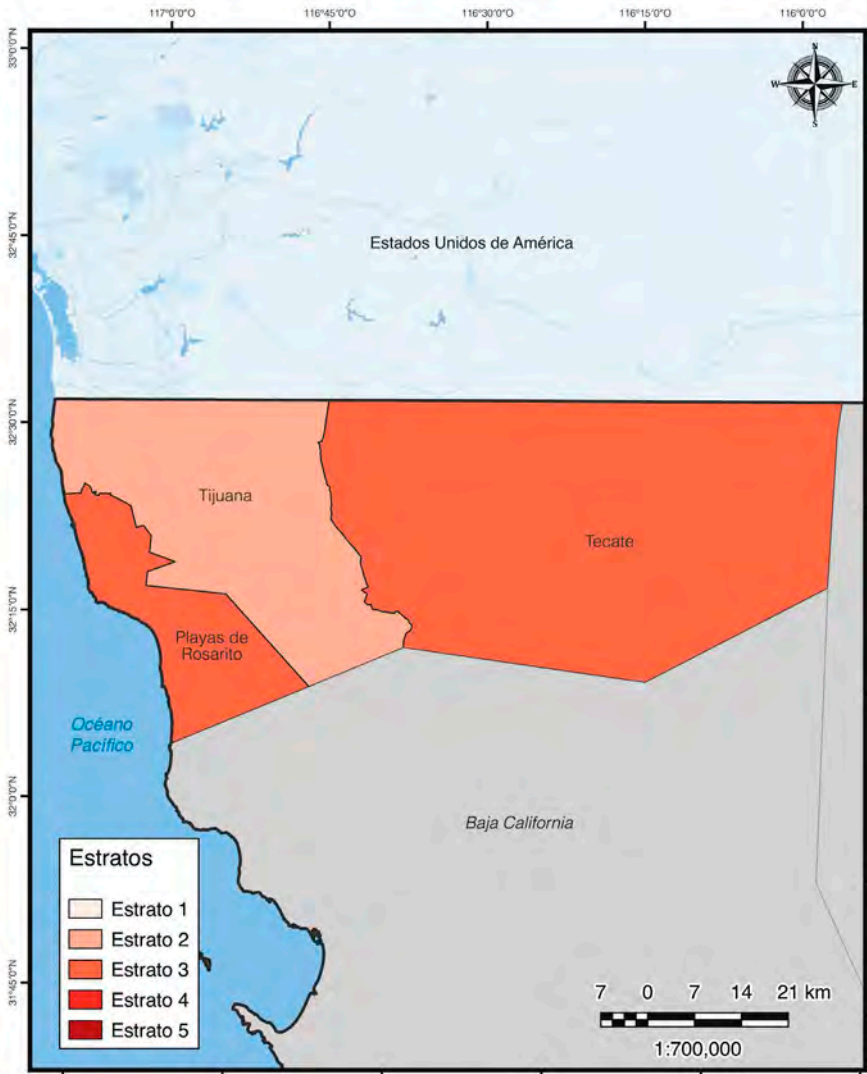 117°0'0"O
116°45'0"O
116°30'0"O
116°15'0"O
116°0'0"O
33°0'0"N
32°45'0"N
32°30'0"N
32°15'0"N
32°0'0"N
31°45'0"N
N
W
E
S
Estados Unidos de América
Tijuana
Tecate
Playas de
Rosarito
Océano
Pacífico
Baja California
Estratos
Estrato 1
Estrato 2
Estrato 3
Estrato 4
Estrato 5
7 0 7 14 21 km
1:700,000